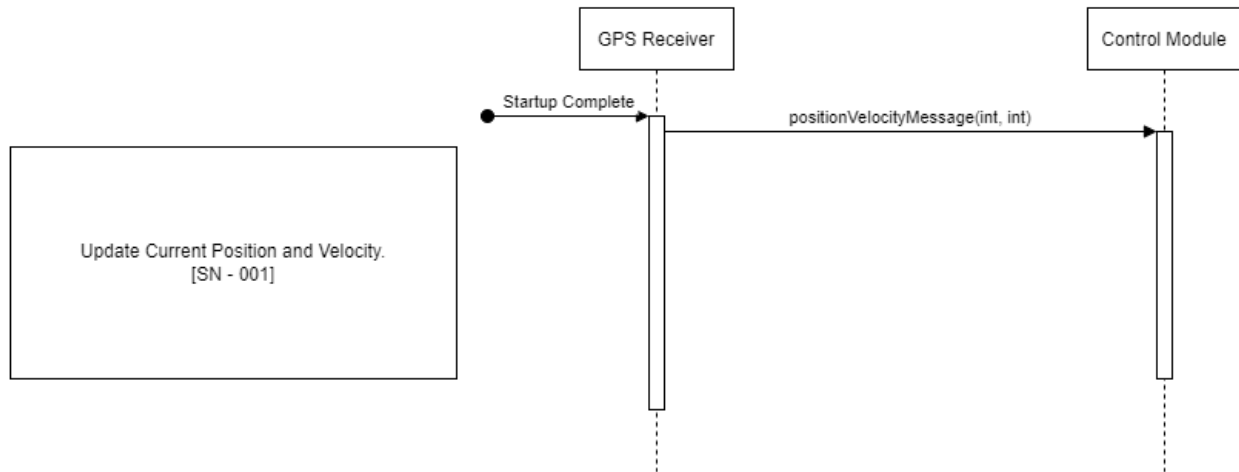 GPS Receiver
Control Module
Startup Complete
positionVelocityMessage(int, int)
Update Current Position and Velocity.
[SN - 001]